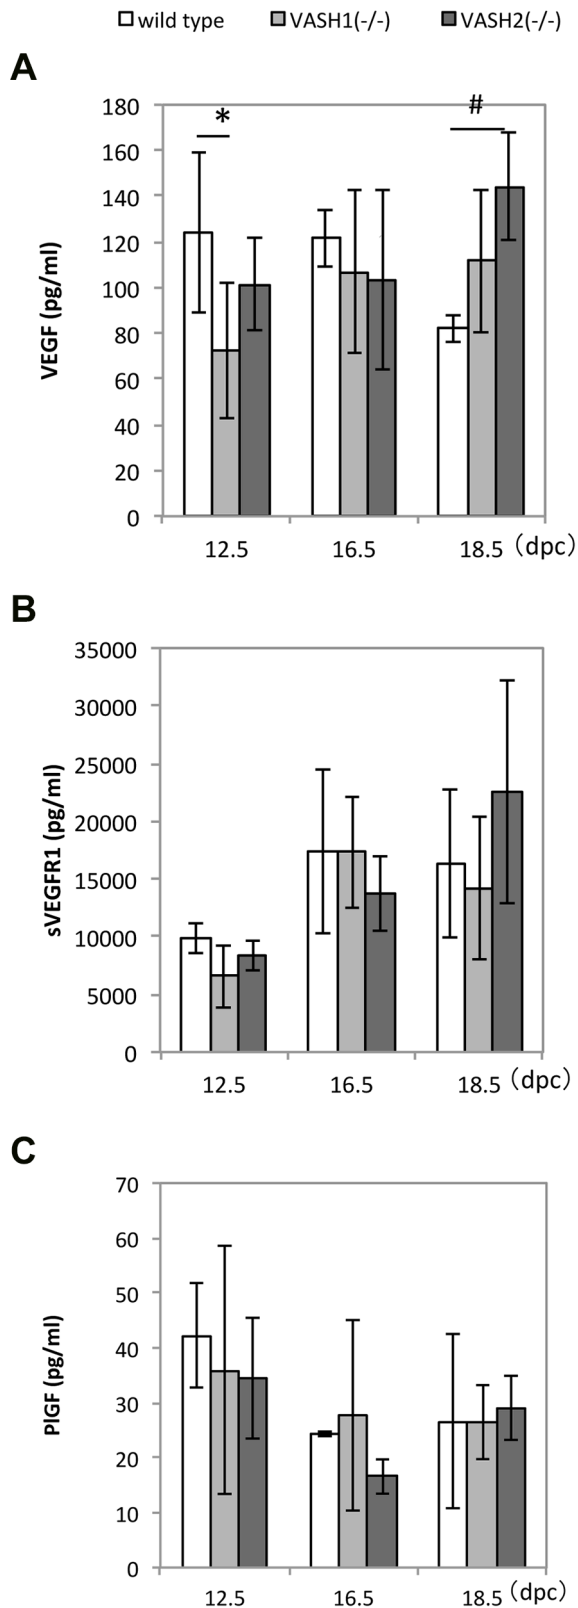 wild type VASH1(-/-) VASH2(-/-)
A
VEGF (pg/ml)
180
160
140
120
100
80
60
40
20
0
*
#
12.5 16.5 18.5 (dpc)
B
sVEGFR1 (pg/ml)
35000
30000
25000
20000
15000
10000
5000
0
12.5 16.5 18.5 (dpc)
C
PlGF (pg/ml)
70
60
50
40
30
20
10
0
12.5 16.5 18.5 (dpc)